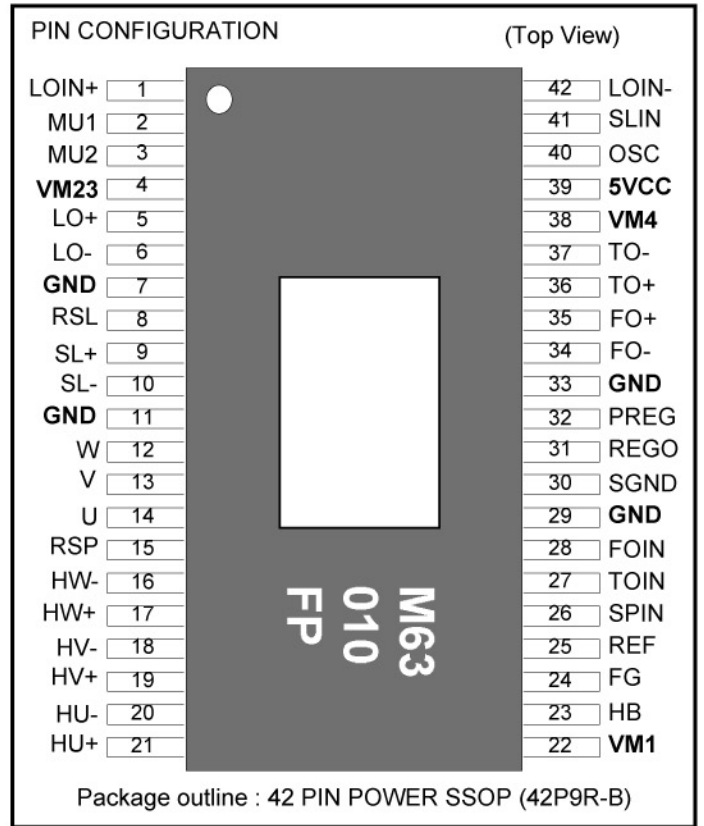 PIN CONFIGURATION (Top View)
LOIN+ 1 42 LOIN-
MU1 2 41 SLIN
MU2 3 40 OSC
VM23 4 39 5VCC
LO+ 5 38 VM4
LO- 6 37 TO-
GND 7 36 TO+
RSL 8 35 FO+
SL+ 9 34 FO-
SL- 10 33 GND
GND 11 32 PREG
W 12 31 REGO
V 13 30 SGND
U 14 29 GND
RSP 15 28 FOIN
HW- 16 27 TOIN
HW+ 17 26 SPIN
HV- 18 25 REF
HV+ 19 24 FG
HU- 20 23 HB
HU+ 21 22 VM1
M63
010
FP
Package outline : 42 PIN POWER SSOP (42P9R-B)